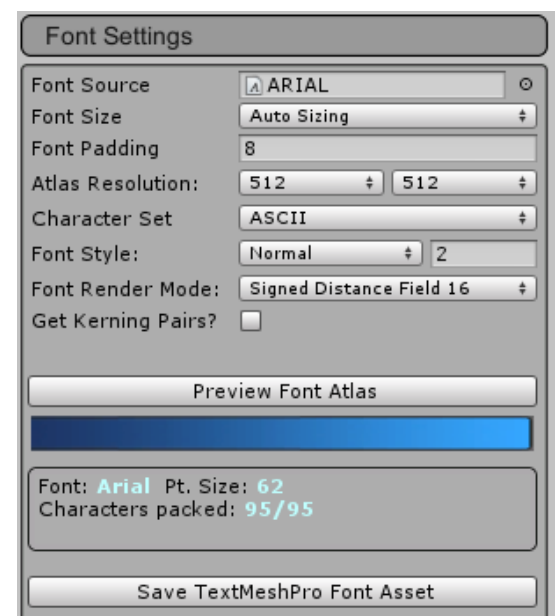 Font Settings
Font Source ARIAL
Font Size Auto Sizing
Font Padding 8
Atlas Resolution: 512 512
Character Set ASCII
Font Style: Normal 2
Font Render Mode: Signed Distance Field 16
Get Kerning Pairs?
Preview Font Atlas
Font: Arial Pt. Size: 62
Characters packed: 95/95
Save TextMeshPro Font Asset